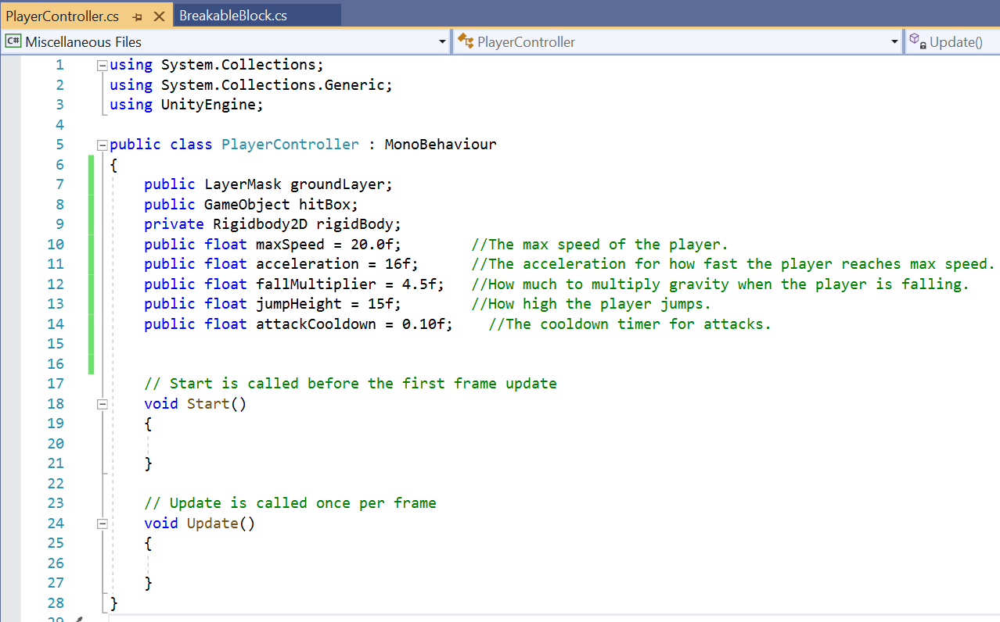 PlayerController.cs
BreakableBlock.cs
C# Miscellaneous Files
PlayerController
Update()
1 using System.Collections;
2 using System.Collections.Generic;
3 using UnityEngine;
4
5 public class PlayerController : MonoBehaviour
6 {
7 public LayerMask groundLayer;
8 public GameObject hitBox;
9 private Rigidbody2D rigidBody;
10 public float maxSpeed = 20.0f; //The max speed of the player.
11 public float acceleration = 16f; //The acceleration for how fast the player reaches max speed.
12 public float fallMultiplier = 4.5f; //How much to multiply gravity when the player is falling.
13 public float jumpHeight = 15f; //How high the player jumps.
14 public float attackCooldown = 0.10f; //The cooldown timer for attacks.
15
16
17 // Start is called before the first frame update
18 void Start()
19 {
20
21 }
22
23 // Update is called once per frame
24 void Update()
25 {
26
27 }
28 }
29